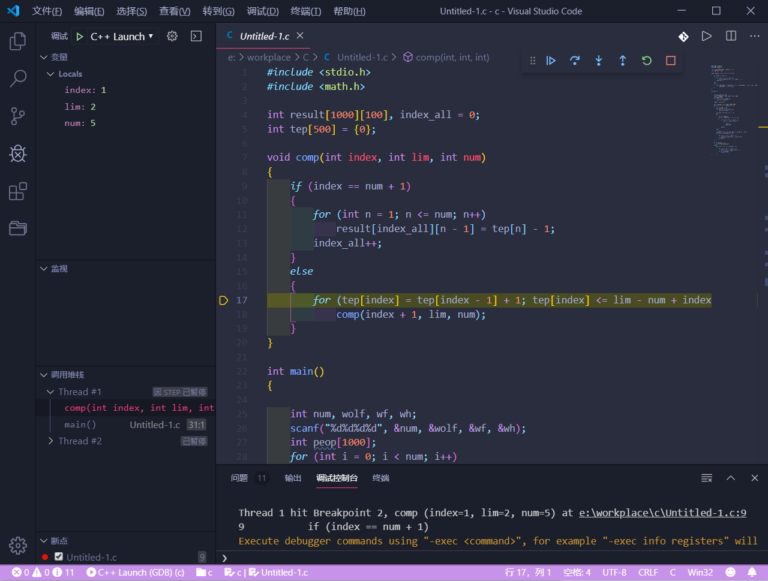 文件(F) 编辑(E) 选择(S) 查看(V) 转到(G) 调试(D) 终端(T) 帮助(H) Untitled-1.c - c - Visual Studio Code
调试 C++ Launch
变量
Locals
index: 1
lim: 2
num: 5
监视
调用堆栈
Thread #1 因 STEP 已暂停
comp(int index, int lim, int
main() Untitled-1.c 31:1
Thread #2 已暂停
断点
Untitled-1.c 9
C Untitled-1.c
e: > workplace > C > C Untitled-1.c > comp(int, int, int)
1 #include <stdio.h>
2 #include <math.h>
3
4 int result[1000][100], index_all = 0;
5 int tep[500] = {0};
6
7 void comp(int index, int lim, int num)
8 {
9 if (index == num + 1)
10 {
11 for (int n = 1; n <= num; n++)
12 result[index_all][n - 1] = tep[n] - 1;
13 index_all++;
14 }
15 else
16 {
17 for (tep[index] = tep[index - 1] + 1; tep[index] <= lim - num + index
18 comp(index + 1, lim, num);
19 }
20 }
21
22 int main()
23 {
24
25 int num, wolf, wf, wh;
26 scanf("%d%d%d%d", &num, &wolf, &wf, &wh);
27 int peop[1000];
28 for (int i = 0; i < num; i++)
问题 11 输出 调试控制台 终端
Thread 1 hit Breakpoint 2, comp (index=1, lim=2, num=5) at e:\workplace\c\Untitled-1.c:9
9 if (index == num + 1)
Execute debugger commands using "-exec <command>", for example "-exec info registers" will
0 0 11 C++ Launch (GDB) (c) c c | Untitled-1.c 行 17，列 1 空格: 4 UTF-8 CRLF C Win32